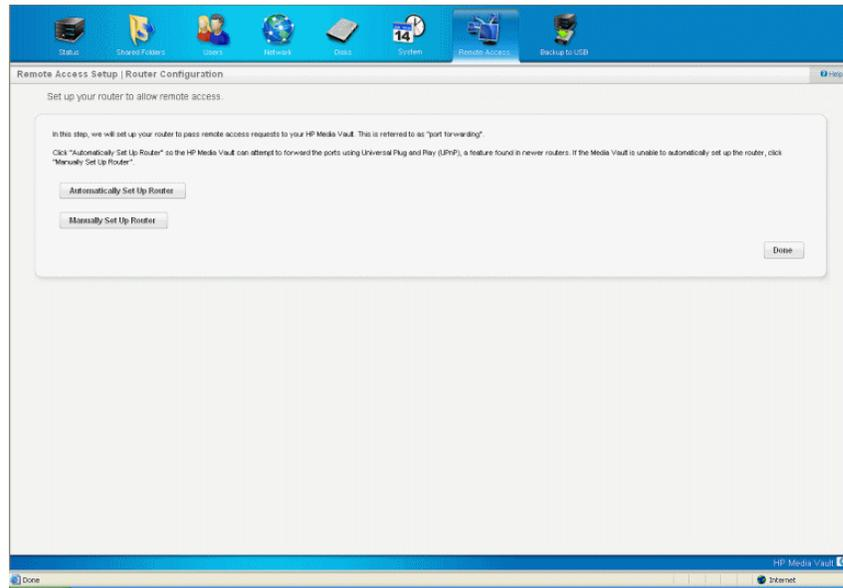 Status Shared Folders Users Network Disks System Remote Access Backup to USB
14
Remote Access Setup | Router Configuration
Help
Set up your router to allow remote access.
In this step, we will set up your router to pass remote access requests to your HP Media Vault. This is referred to as "port forwarding".
Click "Automatically Set Up Router" so the HP Media Vault can attempt to forward the ports using Universal Plug and Play (UPnP), a feature found in newer routers. If the Media Vault is unable to automatically set up the router, click
"Manually Set Up Router".
Automatically Set Up Router
Manually Set Up Router
Done
HP Media Vault
Done
Internet